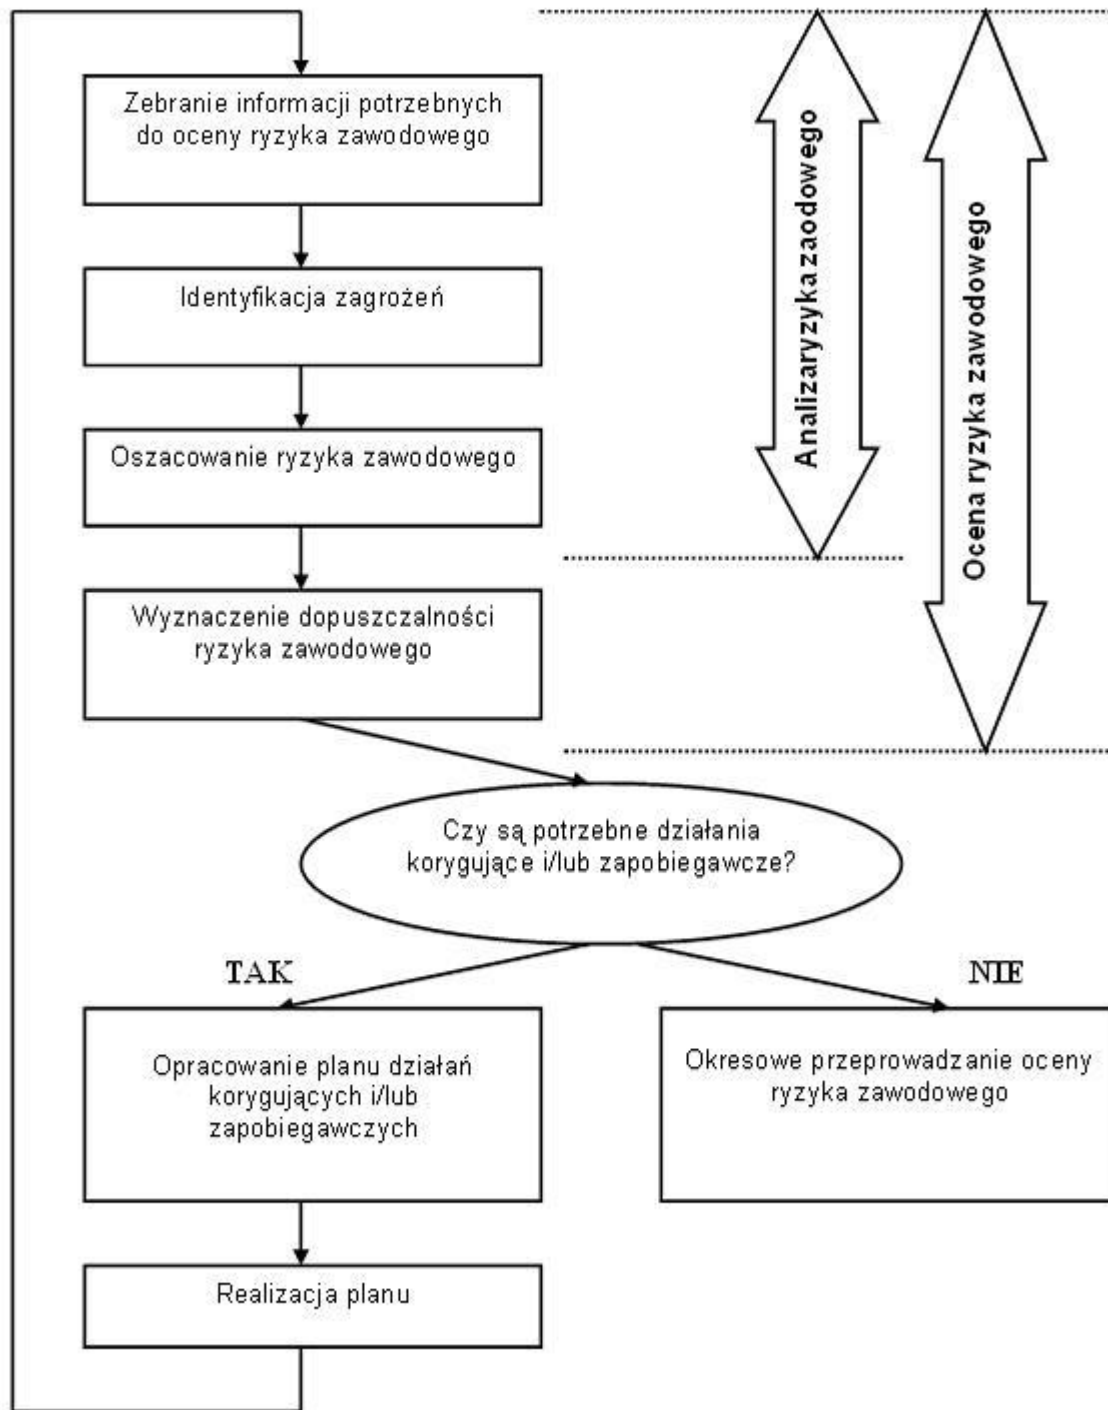 Zebranie informacji potrzebnych
do oceny ryzyka zawodowego
Identyfikacja zagrożeń
Oszacowanie ryzyka zawodowego
Wyznaczenie dopuszczalności
ryzyka zawodowego
Analizaryzyka zaodowego
Ocena ryzyka zawodowego
Czy są potrzebne działania
korygujące i/lub zapobiegawcze?
TAK
NIE
Opracowanie planu działań
korygujących i/lub
zapobiegawczych
Okresowe przeprowadzanie oceny
ryzyka zawodowego
Realizacja planu